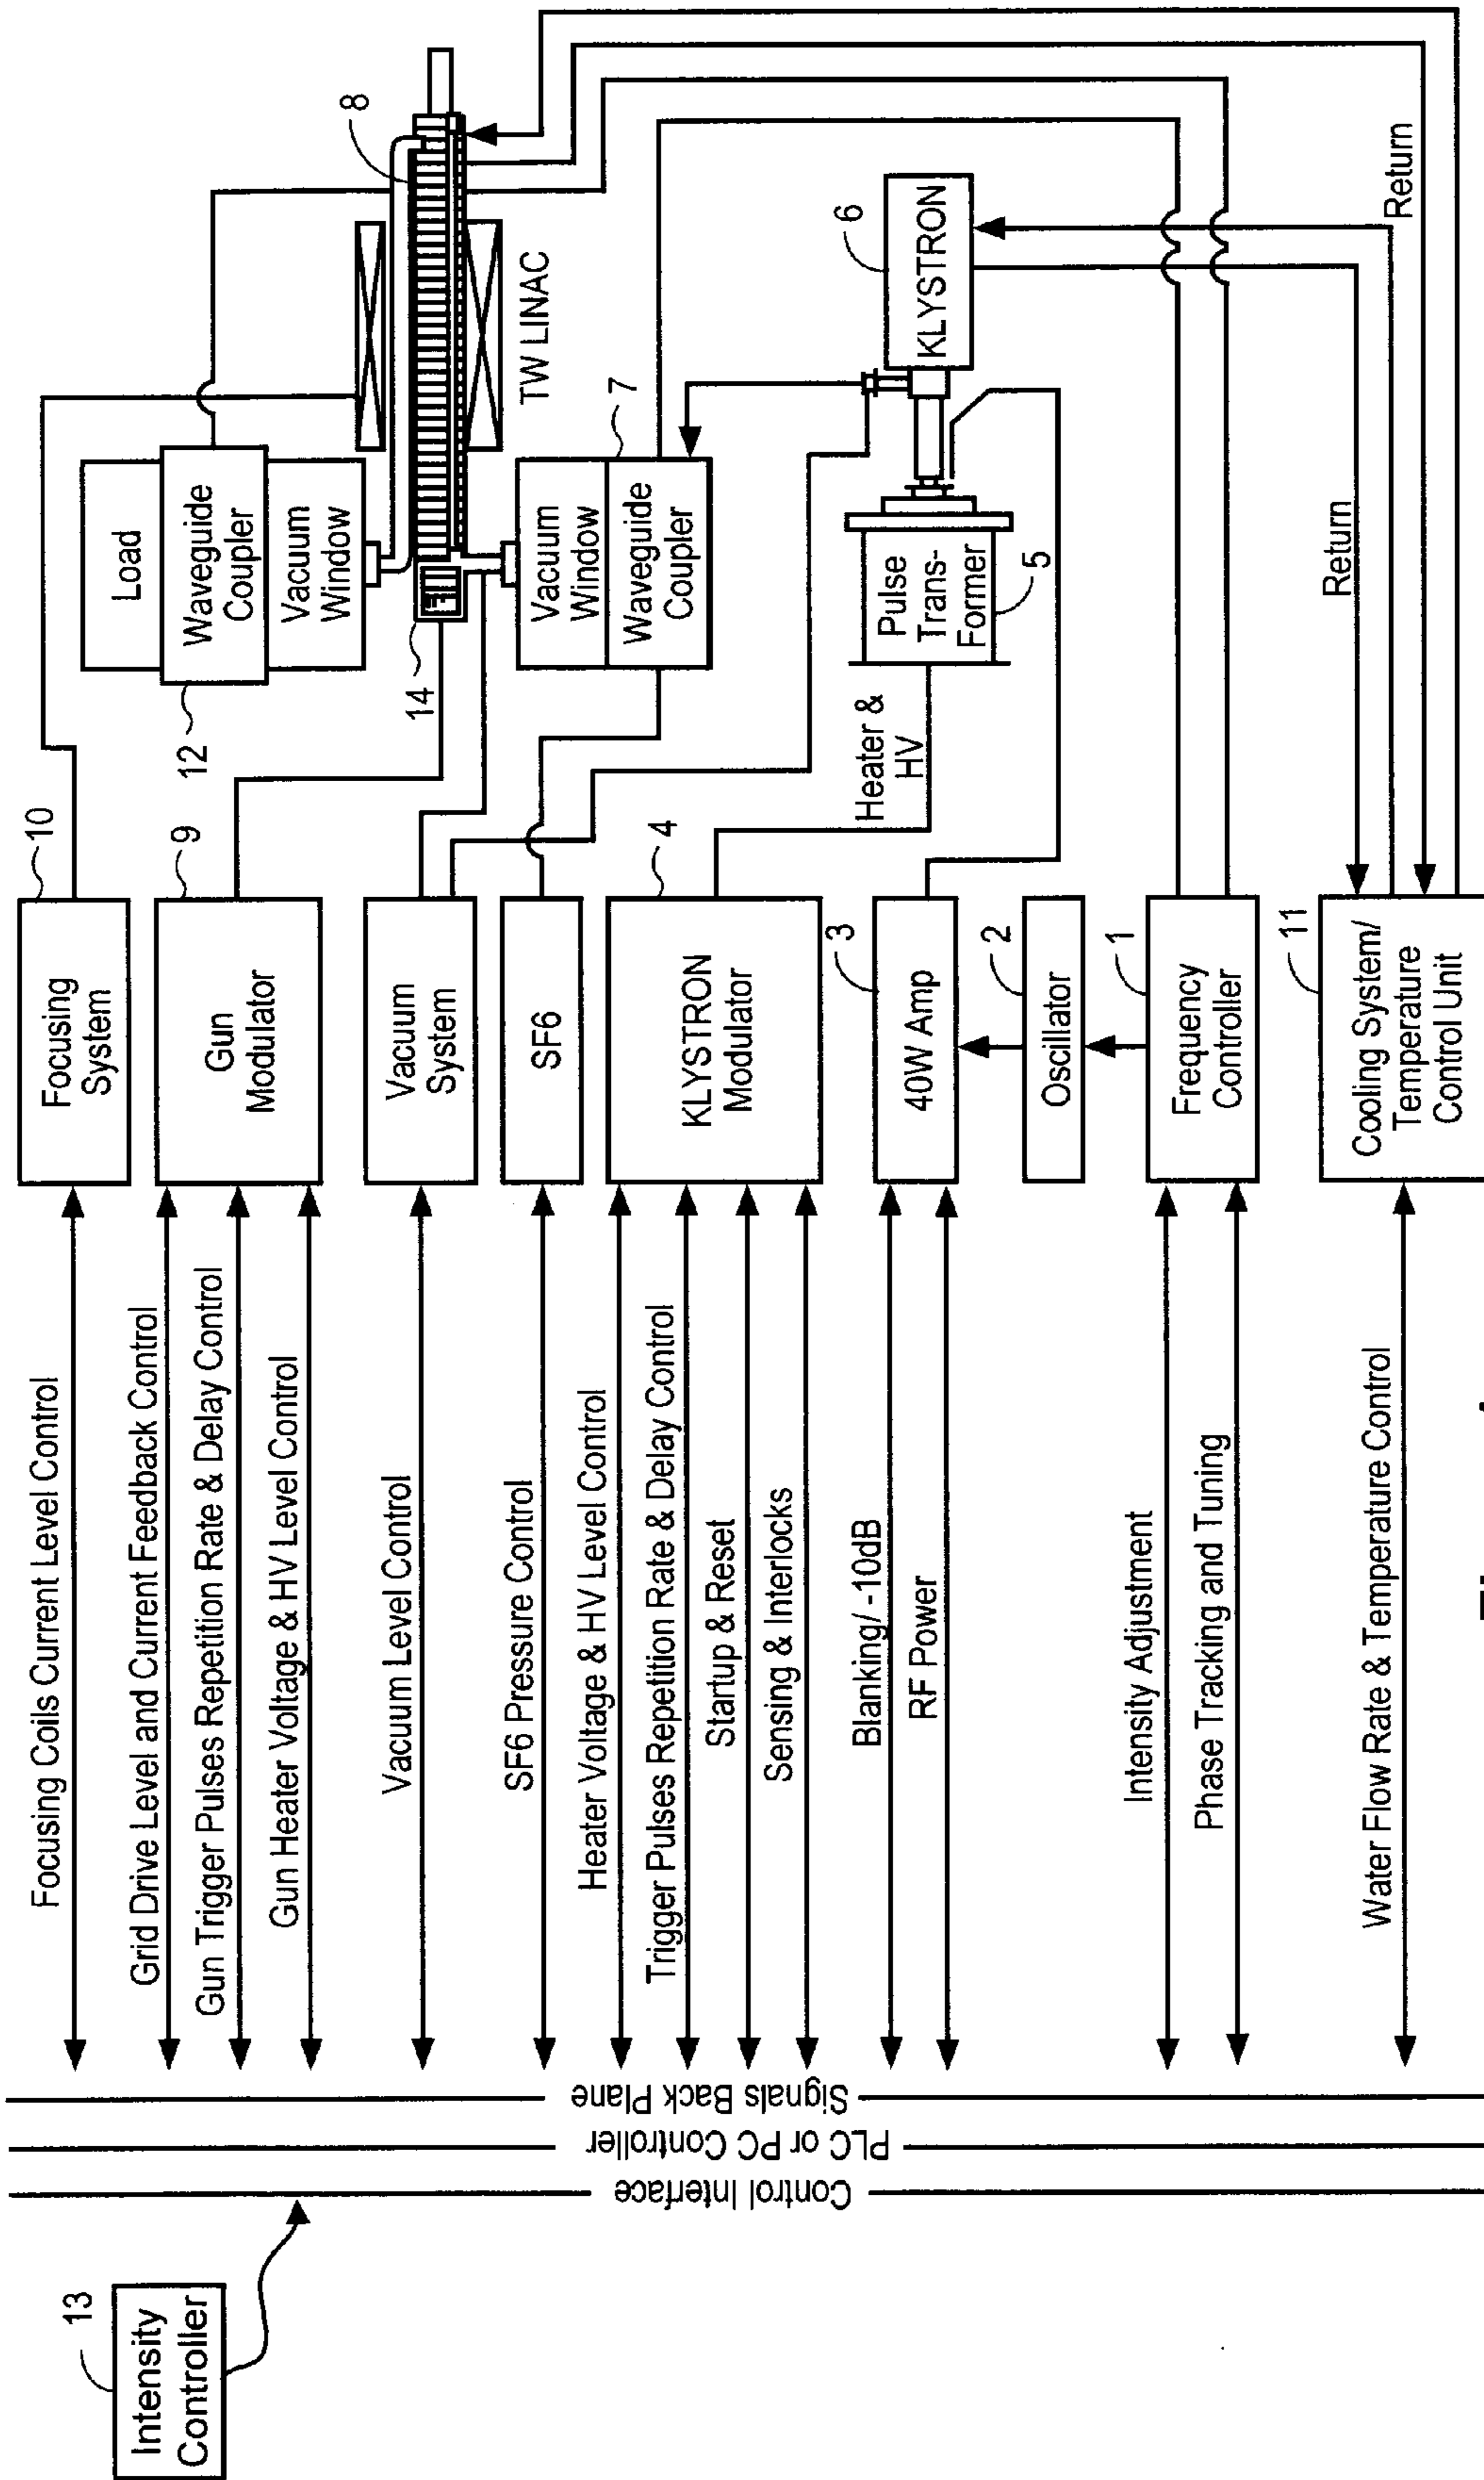 13
Intensity
Controller
Control Interface
PLC or PC Controller
Signals Back Plane
Focusing Coils Current Level Control
Grid Drive Level and Current Feedback Control
Gun Trigger Pulses Repetition Rate & Delay Control
Gun Heater Voltage & HV Level Control
Vacuum Level Control
SF6 Pressure Control
Heater Voltage & HV Level Control
Trigger Pulses Repetition Rate & Delay Control
Startup & Reset
Sensing & Interlocks
Blanking/ -10dB
RF Power
Intensity Adjustment
Phase Tracking and Tuning
Water Flow Rate & Temperature Control
10
Focusing
System
9
Gun
Modulator
Vacuum
System
SF6
4
KLYSTRON
Modulator
3
40W Amp
2
Oscillator
1
Frequency
Controller
11
Cooling System/
Temperature
Control Unit
12
Load
Waveguide
Coupler
Vacuum
Window
14
Vacuum
Window
Waveguide
Coupler
7
TW LINAC
8
Heater &
HV
Pulse
Trans-
Former
5
KLYSTRON
6
Return
Return